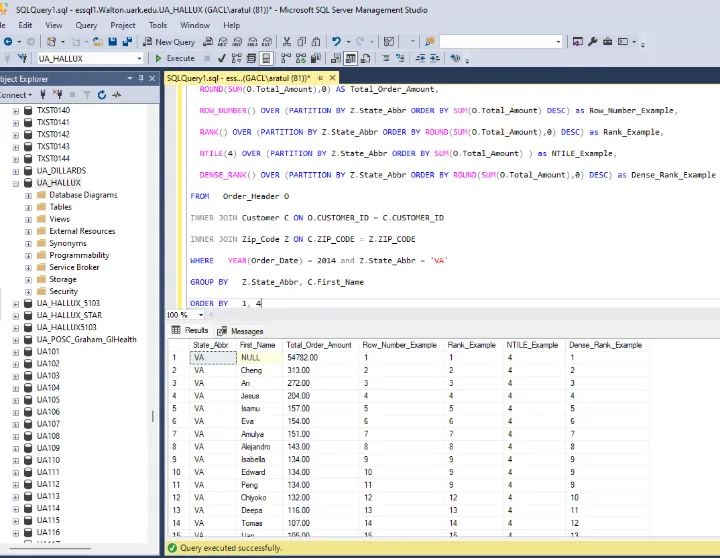 SQLQuery1.sql - essql1.Walton.uark.edu.UA_HALLUX (GACL\aratul (81))* - Microsoft SQL Server Management Studio
Edit View Query Project Tools Window Help
New Query
UA_HALLUX
Execute
Object Explorer
Connect
TXST0140
TXST0141
TXST0142
TXST0143
TXST0144
UA_DILLARDS
UA_HALLUX
Database Diagrams
Tables
Views
External Resources
Synonyms
Programmability
Service Broker
Storage
Security
UA_HALLUX_5103
UA_HALLUX_STAR
UA_HALLUX5103
UA_POSC_Graham_GIHealth
UA101
UA102
UA103
UA104
UA105
UA106
UA107
UA108
UA109
UA110
UA111
UA112
UA113
UA114
UA115
UA116
SQLQuery1.sql - ess...(GACL\aratul (81))*
ROUND(SUM(O.Total_Amount),0) AS Total_Order_Amount,
ROW_NUMBER() OVER (PARTITION BY Z.State_Abbr ORDER BY SUM(O.Total_Amount) DESC) as Row_Number_Example,
RANK() OVER (PARTITION BY Z.State_Abbr ORDER BY ROUND(SUM(O.Total_Amount),0) DESC) as Rank_Example,
NTILE(4) OVER (PARTITION BY Z.State_Abbr ORDER BY SUM(O.Total_Amount) ) as NTILE_Example,
DENSE_RANK() OVER (PARTITION BY Z.State_Abbr ORDER BY ROUND(SUM(O.Total_Amount),0) DESC) as Dense_Rank_Example
FROM Order_Header O
INNER JOIN Customer C ON O.CUSTOMER_ID = C.CUSTOMER_ID
INNER JOIN Zip_Code Z ON C.ZIP_CODE = Z.ZIP_CODE
WHERE YEAR(Order_Date) = 2014 and Z.State_Abbr = 'VA'
GROUP BY Z.State_Abbr, C.First_Name
ORDER BY 1, 4
100 %
Results Messages
State_Abbr First_Name Total_Order_Amount Row_Number_Example Rank_Example NTILE_Example Dense_Rank_Example
1 VA NULL 54782.00 1 1 4 1
2 VA Cheng 313.00 2 2 4 2
3 VA An 272.00 3 3 4 3
4 VA Jesus 204.00 4 4 4 4
5 VA Isamu 157.00 5 5 4 5
6 VA Eva 154.00 6 6 4 6
7 VA Amulya 151.00 7 7 4 7
8 VA Alejandro 143.00 8 8 4 8
9 VA Isabella 134.00 9 9 4 9
10 VA Edward 134.00 10 9 4 9
11 VA Peng 134.00 11 9 4 9
12 VA Chiyoko 132.00 12 12 4 10
13 VA Deepa 116.00 13 13 4 11
14 VA Tomas 107.00 14 14 4 12
15 VA Lian 105.00 15 15 4 13
Query executed successfully.